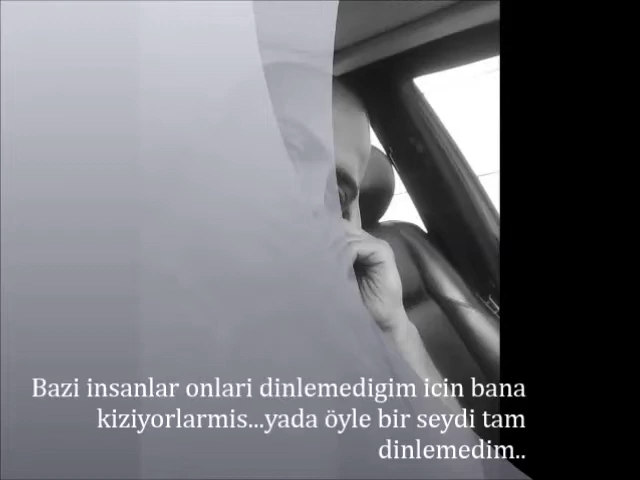 Bazi insanlar onlari dinlemedigim icin bana
kiziyorlarmis...yada öyle bir seydi tam
dinlemedim..